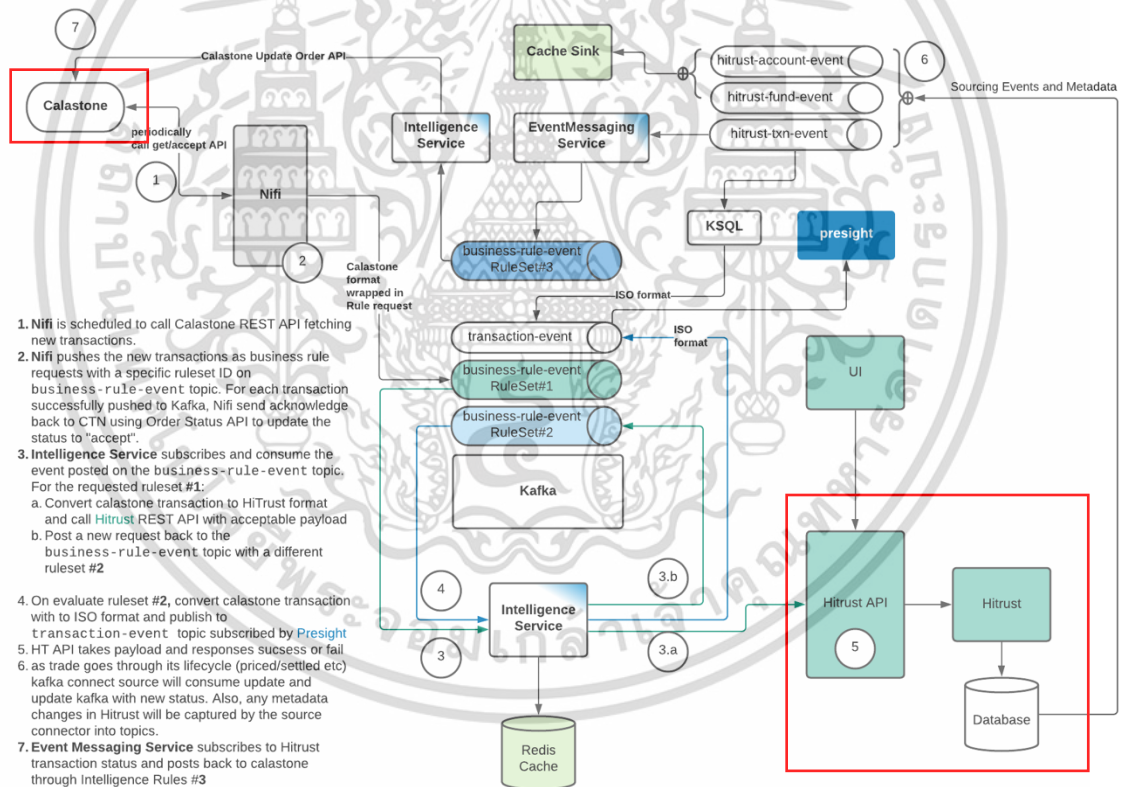 7
Calastone Update Order API
Cache Sink
hitrust-account-event
6
hitrust-fund-event
Sourcing Events and Metadata
Calastone
hitrust-txn-event
periodically
call get/accept API
Intelligence
Service
EventMessaging
Service
1
Nifi
2
KSQL
presight
business-rule-event
RuleSet#3
Calastone
format
wrapped in
Rule request
ISO format
transaction-event
ISO
format
business-rule-event
RuleSet#1
UI
business-rule-event
RuleSet#2
Kafka
1. Nifi is scheduled to call Calastone REST API fetching
new transactions.
2. Nifi pushes the new transactions as business rule
requests with a specific ruleset ID on
business-rule-event topic. For each transaction
successfully pushed to Kafka, Nifi send acknowledge
back to CTN using Order Status API to update the
status to "accept".
3. Intelligence Service subscribes and consume the
event posted on the business-rule-event topic.
For the requested ruleset #1:
a. Convert calastone transaction to HiTrust format
and call Hitrust REST API with acceptable payload
b. Post a new request back to the
business-rule-event topic with a different
ruleset #2
4. On evaluate ruleset #2, convert calastone transaction
with to ISO format and publish to
transaction-event topic subscribed by Presight
5. HT API takes payload and responses sucsess or fail
6. as trade goes through its lifecycle (priced/settled etc)
kafka connect source will consume update and
update kafka with new status. Also, any metadata
changes in Hitrust will be captured by the source
connector into topics.
7. Event Messaging Service subscribes to Hitrust
transaction status and posts back to calastone
through Intelligence Rules #3
4
3
Intelligence
Service
3.b
3.a
Redis
Cache
Hitrust API
5
Hitrust
Database